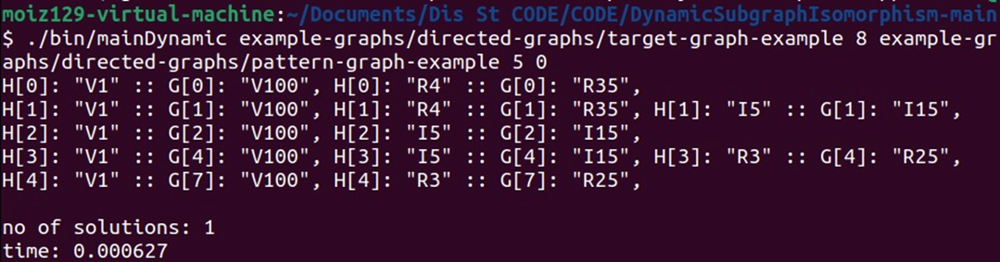 moiz129-virtual-machine:~/Documents/Dis St CODE/CODE/DynamicSubgraphIsomorphism-main
$ ./bin/mainDynamic example-graphs/directed-graphs/target-graph-example 8 example-gr
aphs/directed-graphs/pattern-graph-example 5 0
H[0]: "V1" :: G[0]: "V100", H[0]: "R4" :: G[0]: "R35",
H[1]: "V1" :: G[1]: "V100", H[1]: "R4" :: G[1]: "R35", H[1]: "I5" :: G[1]: "I15",
H[2]: "V1" :: G[2]: "V100", H[2]: "I5" :: G[2]: "I15",
H[3]: "V1" :: G[4]: "V100", H[3]: "I5" :: G[4]: "I15", H[3]: "R3" :: G[4]: "R25",
H[4]: "V1" :: G[7]: "V100", H[4]: "R3" :: G[7]: "R25",
no of solutions: 1
time: 0.000627